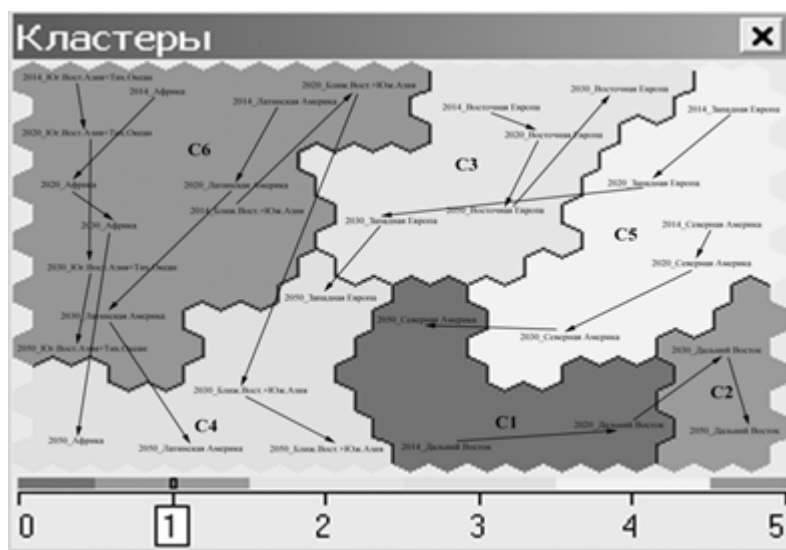 Кластеры
2014_Юг.Вост.Азия+Тих.Океан
2020_Ближ.Вост.+Юж.Азия
2030_Восточная Европа
2014_Африка
2014_Латинская Америка
2014_Восточная Европа
2014_Западная Европа
2020_Юг.Вост.Азия+Тих.Океан
2020_Восточная Европа
C6
C3
2020_Африка
2020_Латинская Америка
2020_Западная Европа
2014_Ближ.Вост.+Юж.Азия
2050_Восточная Европа
2030_Африка
2030_Западная Европа
2014_Северная Америка
C5
2030_Юг.Вост.Азия+Тих.Океан
2020_Северная Америка
2050_Западная Европа
2030_Латинская Америка
2050_Северная Америка
2030_Северная Америка
2050_Юг.Вост.Азия+Тих.Океан
2030_Дальний Восток
2030_Ближ.Вост.+Юж.Азия
C2
C4
C1
2020_Дальний Восток
2050_Дальний Восток
2050_Африка
2050_Латинская Америка
2050_Ближ.Вост.+Юж.Азия
2014_Дальний Восток
0 1 2 3 4 5